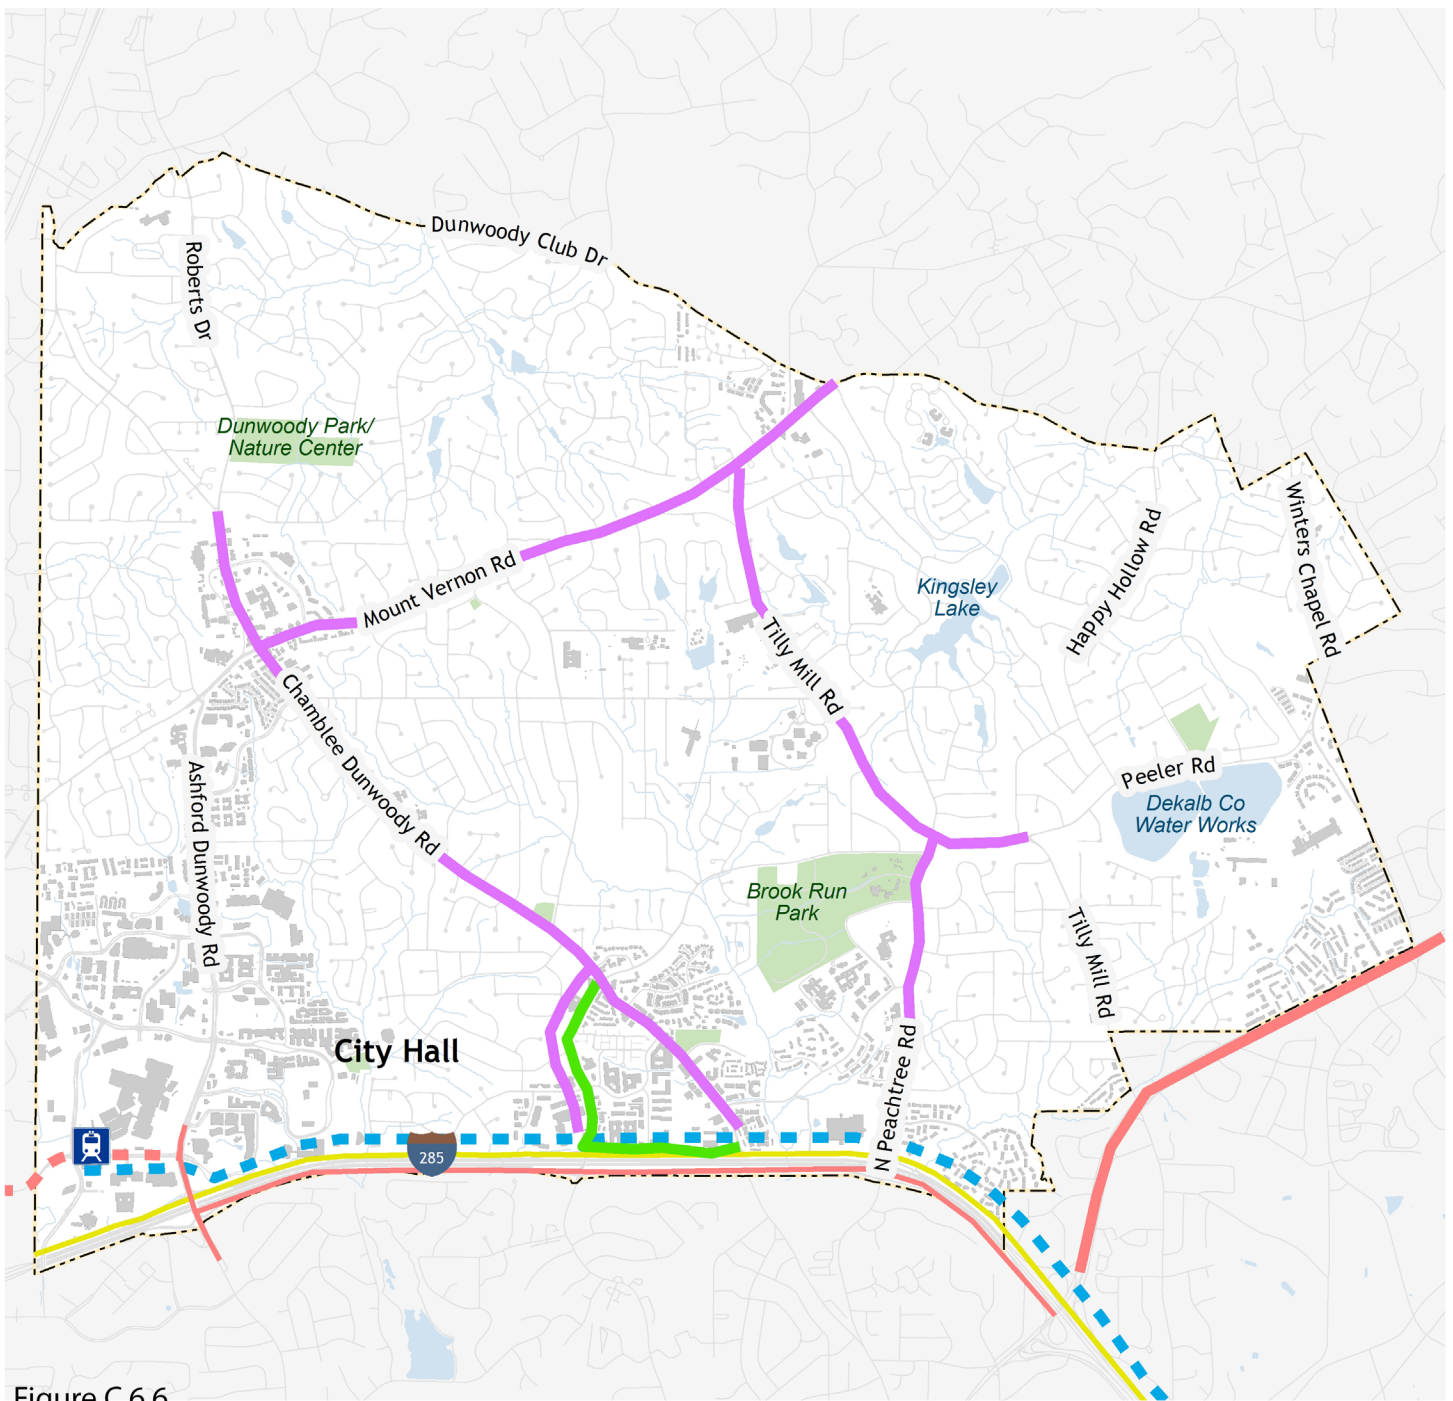 Dunwoody Club Dr
Roberts Dr
Dunwoody Park/
Nature Center
Winters Chapel Rd
Happy Hollow Rd
Mount Vernon Rd
Kingsley
Lake
Tilly Mill Rd
Chamblee Dunwoody Rd
Ashford Dunwoody Rd
Peeler Rd
Dekalb Co
Water Works
Brook Run
Park
Tilly Mill Rd
City Hall
N Peachtree Rd
285
Figure C.6.6